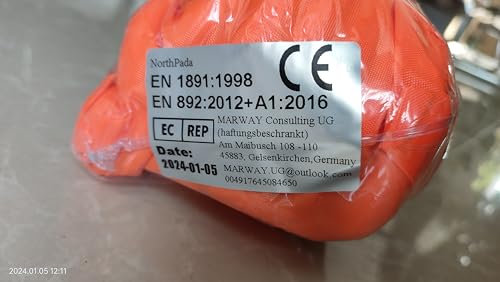 NorthPada
CE
EN 1891:1998
EN 892:2012+A1:2016
EC REP
MARWAY Consulting UG
(haftungsbeschrankt)
Am Maibusch 108 -110
45883, Gelsenkirchen,Germany
Date:
2024-01-05
MARWAY.UG@outlook.com
004917645084650
2024.01.05 12:11